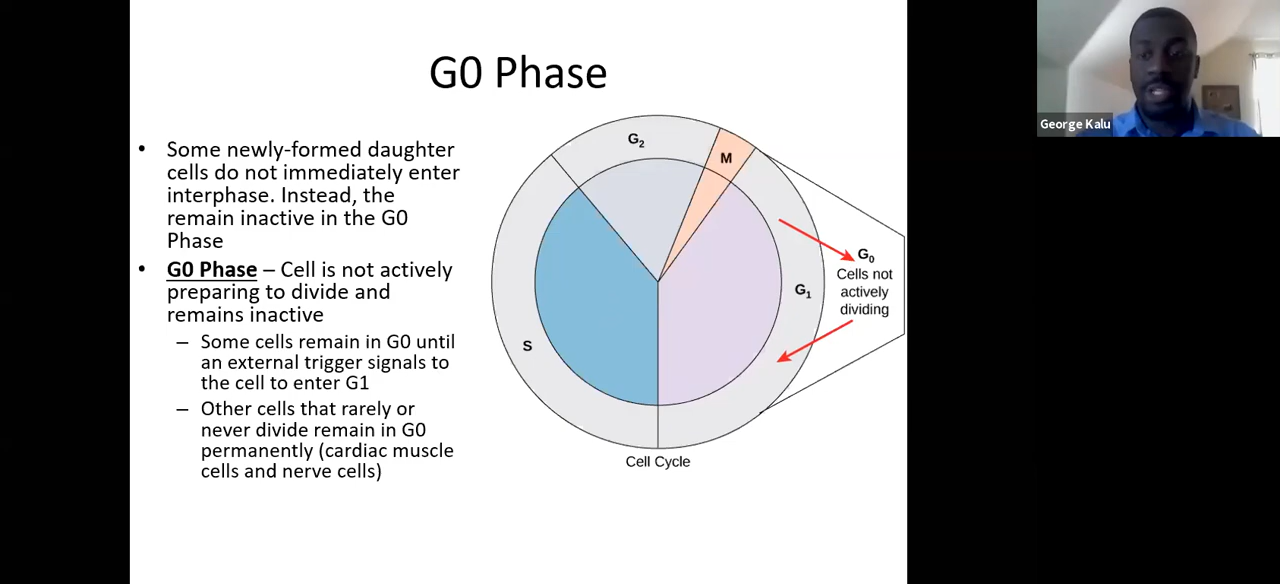 G0 Phase
• Some newly-formed daughter
cells do not immediately enter
interphase. Instead, the
remain inactive in the G0
Phase
• G0 Phase – Cell is not actively
preparing to divide and
remains inactive
– Some cells remain in G0 until
an external trigger signals to
the cell to enter G1
– Other cells that rarely or
never divide remain in G0
permanently (cardiac muscle
cells and nerve cells)
G₂
M
G₁
S
G₀
Cells not
actively
dividing
Cell Cycle
George Kalu